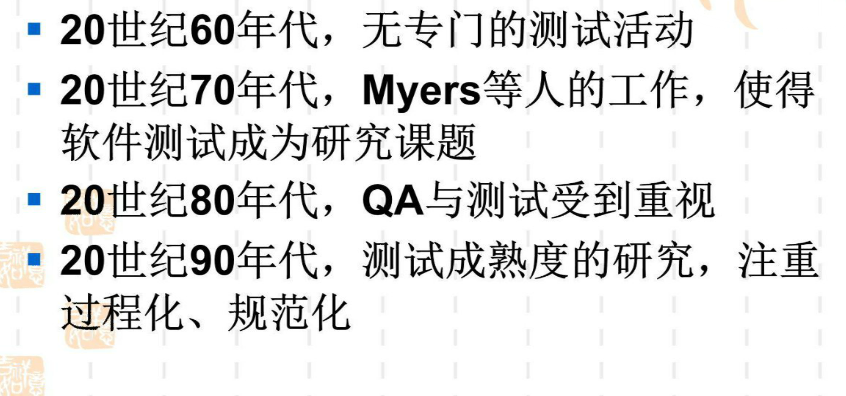 20世纪60年代，无专门的测试活动
20世纪70年代，Myers等人的工作，使得
软件测试成为研究课题
20世纪80年代，QA与测试受到重视
20世纪90年代，测试成熟度的研究，注重
过程化、规范化